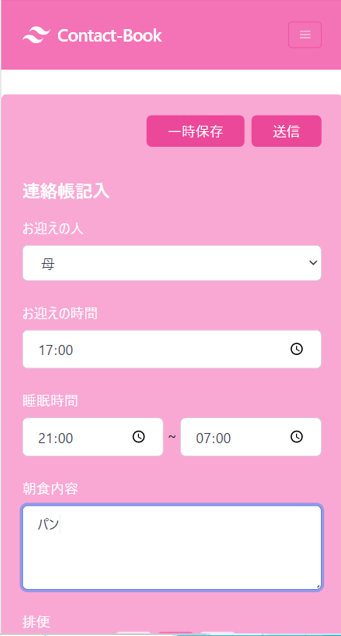 Contact-Book
一時保存 送信
連絡帳記入
お迎えの人
母
お迎えの時間
17:00
睡眠時間
21:00 ~ 07:00
朝食内容
パン
排便